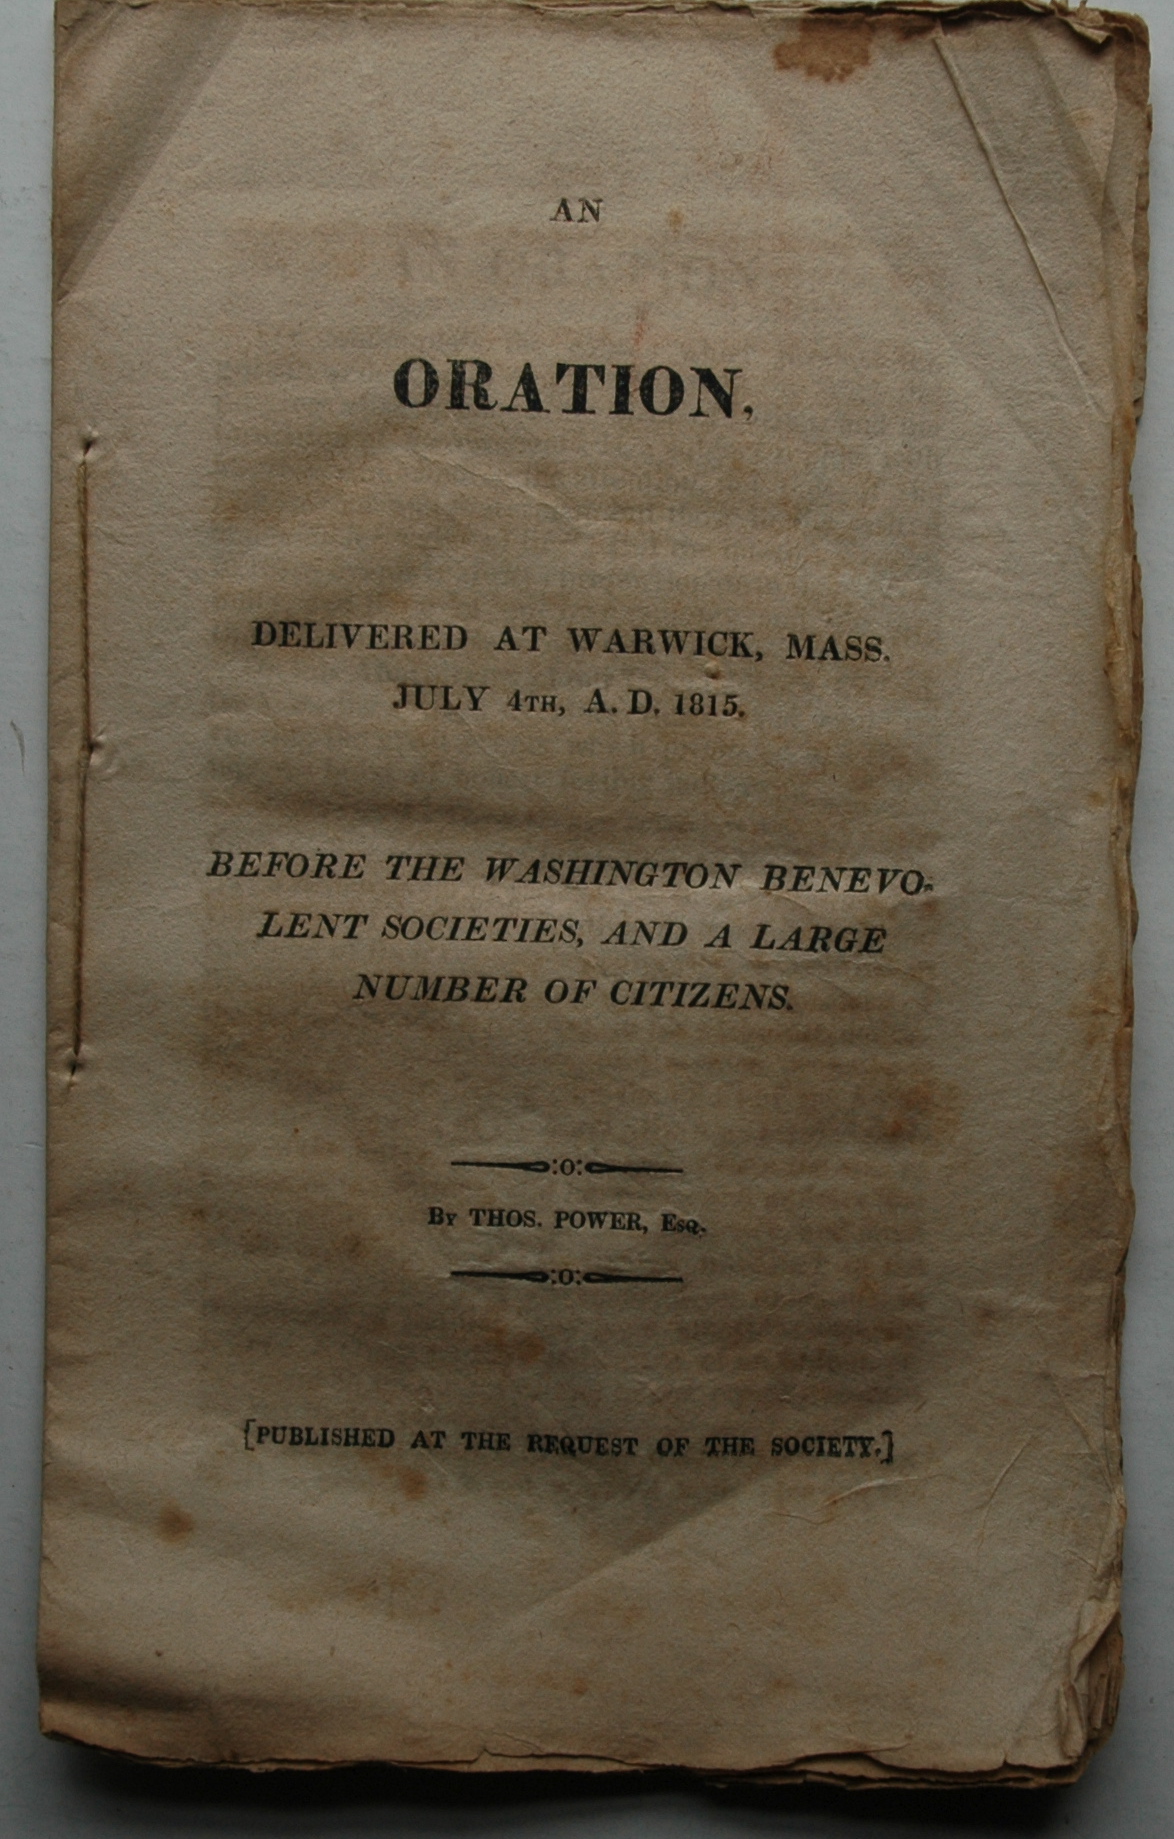 AN
ORATION,
DELIVERED AT WARWICK, MASS.
JULY 4TH, A. D. 1815.
BEFORE THE WASHINGTON BENEVO-
LENT SOCIETIES, AND A LARGE
NUMBER OF CITIZENS.
:o:
By THOS. POWER, Esq.
:o:
[PUBLISHED AT THE REQUEST OF THE SOCIETY.]